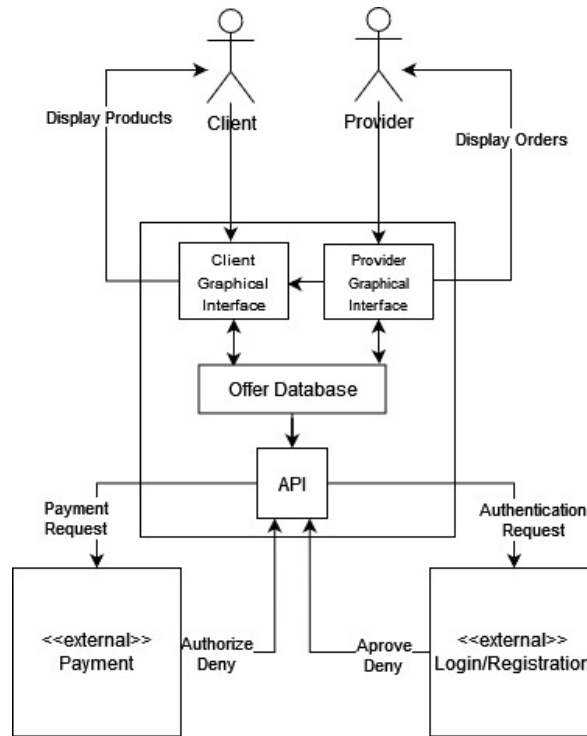 Display Products
Client
Provider
Display Orders
Client
Graphical
Interface
Provider
Graphical
Interface
Offer Database
API
Payment
Request
Authentication
Request
<<external>>
Payment
Authorize
Deny
Aprove
Deny
<<external>>
Login/Registration